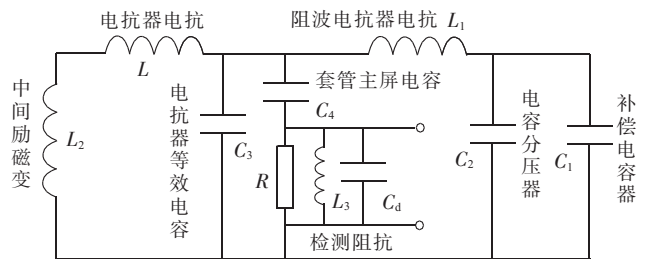 电抗器电抗
阻波电抗器电抗 L₁
L
中间励磁变
L₂
电抗器等效电容
C₃
套管主屏电容
C₄
R
L₃
C_d
检测阻抗
C₂
电容分压器
C₁
补偿电容器